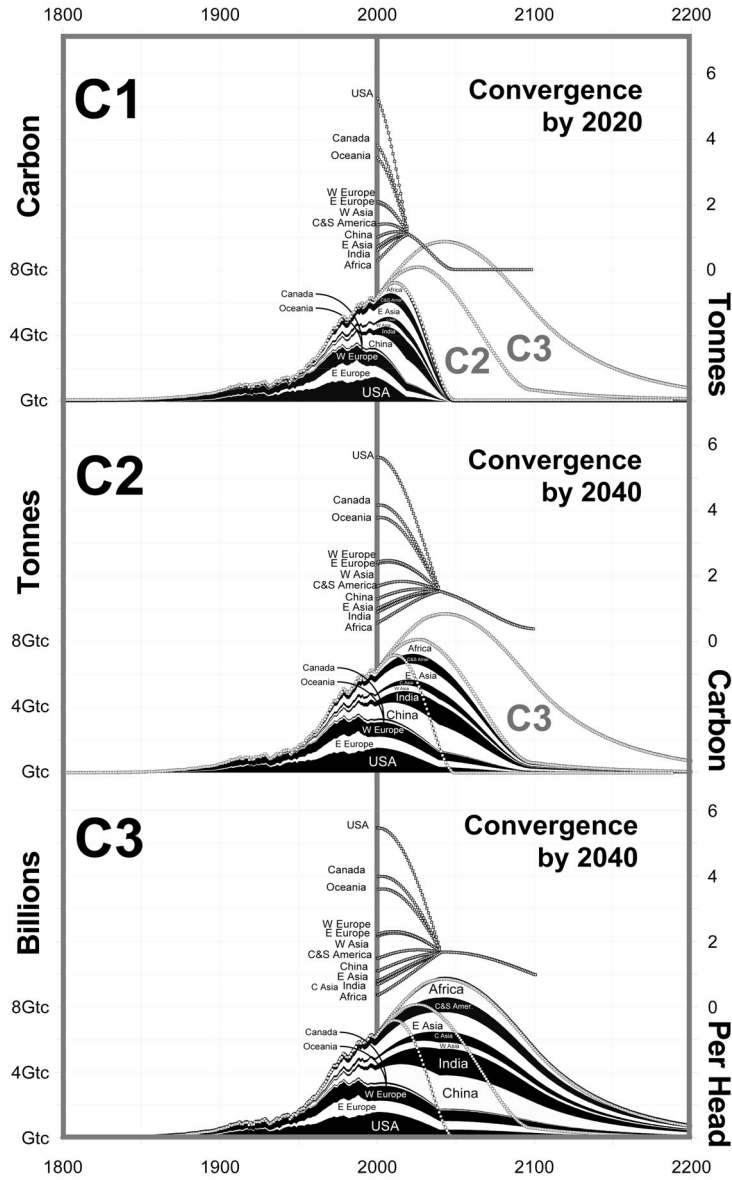 1800 1900 2000 2100 2200
C1
Convergence
by 2020
Carbon
USA
Canada
Oceania
W Europe
E Europe
W Asia
C&S America
China
E Asia
India
Africa
6
4
2
0
8Gtc
4Gtc
Gtc
Canada
Oceania
Africa
C&S Amer
E Asia
W Asia
India
China
W Europe
E Europe
USA
C2
C3
Tonnes
C2
Convergence
by 2040
Tonnes
USA
Canada
Oceania
W Europe
E Europe
W Asia
C&S America
China
E Asia
India
Africa
6
4
2
0
8Gtc
4Gtc
Gtc
Canada
Oceania
Africa
C&S Amer
E Asia
C Asia
W Asia
India
China
W Europe
E Europe
USA
C3
Carbon
C3
Convergence
by 2040
Billions
USA
Canada
Oceania
W Europe
E Europe
W Asia
C&S America
China
E Asia
C Asia India
Africa
6
4
2
0
8Gtc
4Gtc
Gtc
Canada
Oceania
Africa
C&S Amer.
E Asia
C Asia
W Asia
India
China
W Europe
E Europe
USA
Per Head
1800 1900 2000 2100 2200